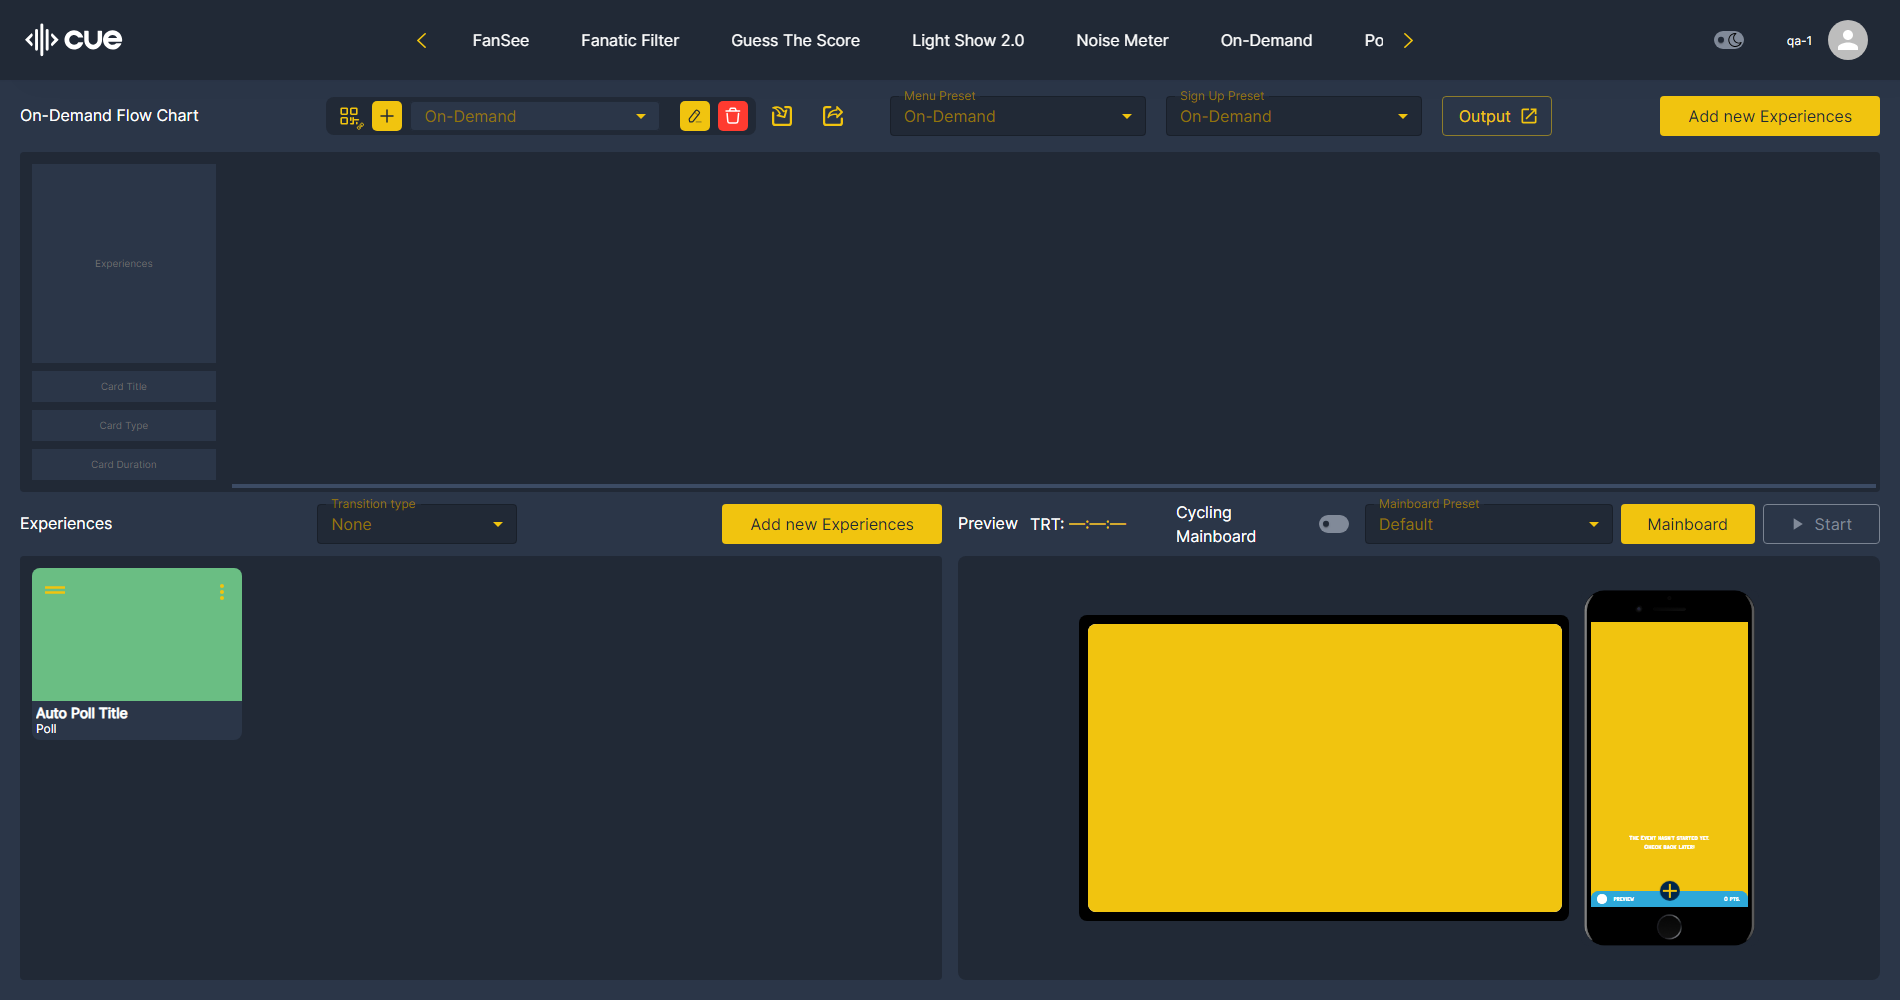 cue
FanSee
Fanatic Filter
Guess The Score
Light Show 2.0
Noise Meter
On-Demand
Po
qa-1
On-Demand Flow Chart
On-Demand
Menu Preset
On-Demand
Sign Up Preset
On-Demand
Output
Add new Experiences
Experiences
Card Title
Card Type
Card Duration
Experiences
Transition type
None
Add new Experiences
Preview
TRT: —:—:—
Cycling
Mainboard
Mainboard Preset
Default
Mainboard
Start
Auto Poll Title
Poll
The event hasn't started yet
Check back later!
Preview
0 pts.